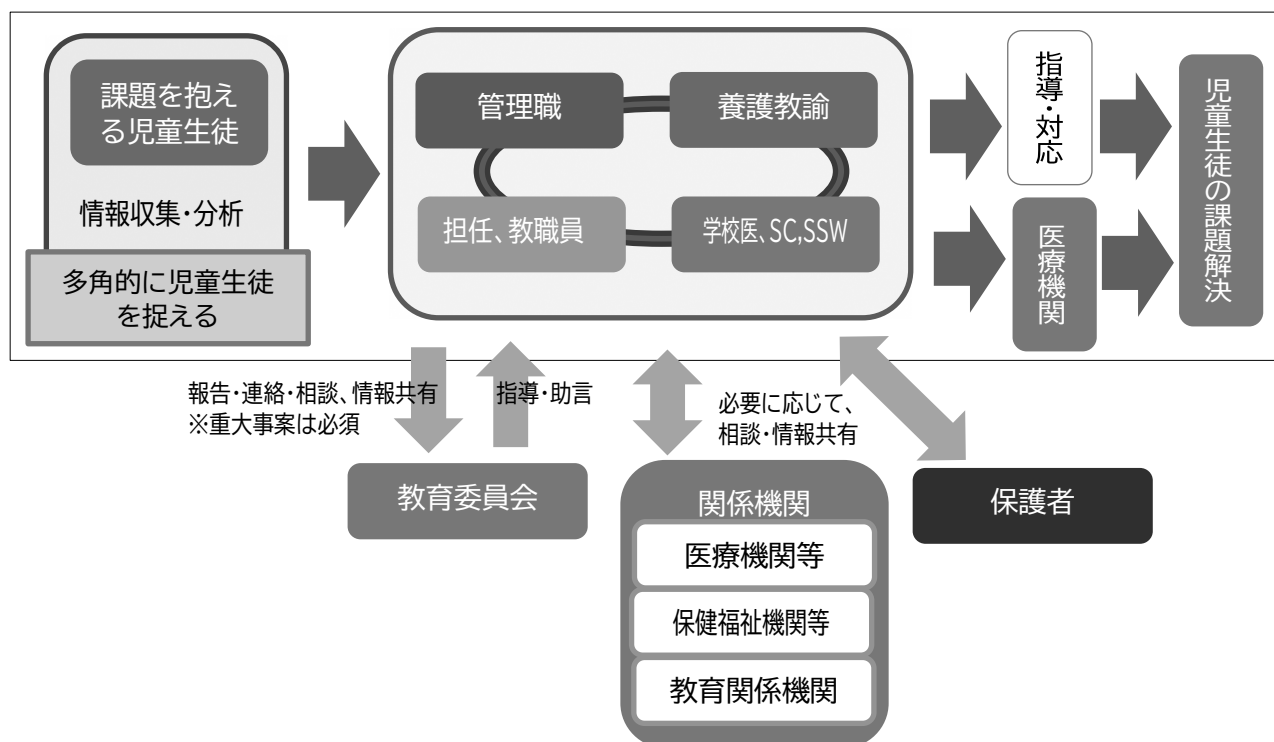 課題を抱え
る児童生徒
情報収集・分析
多角的に児童生徒
を捉える
管理職
養護教諭
担任、教職員
学校医、SC,SSW
指導・対応
医療機関
児童生徒の課題解決
報告・連絡・相談、情報共有
※重大事案は必須
指導・助言
必要に応じて、
相談・情報共有
教育委員会
関係機関
医療機関等
保健福祉機関等
教育関係機関
保護者